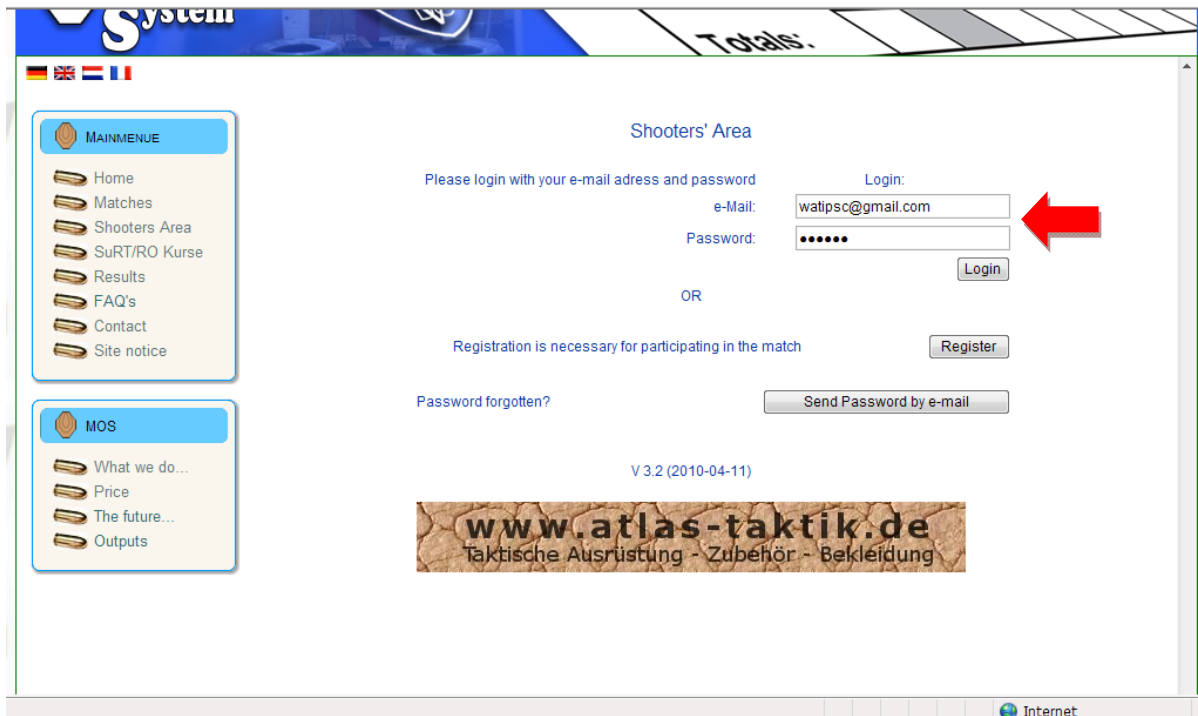 System
Totals:
MAINMENUE
Home
Matches
Shooters Area
SuRT/RO Kurse
Results
FAQ's
Contact
Site notice
MOS
What we do...
Price
The future...
Outputs
Shooters' Area
Please login with your e-mail adress and password Login:
e-Mail: watipsc@gmail.com
Password: ••••••
Login
OR
Registration is necessary for participating in the match Register
Password forgotten? Send Password by e-mail
V 3.2 (2010-04-11)
www.atlas-taktik.de
Taktische Ausrüstung - Zubehör - Bekleidung
Internet